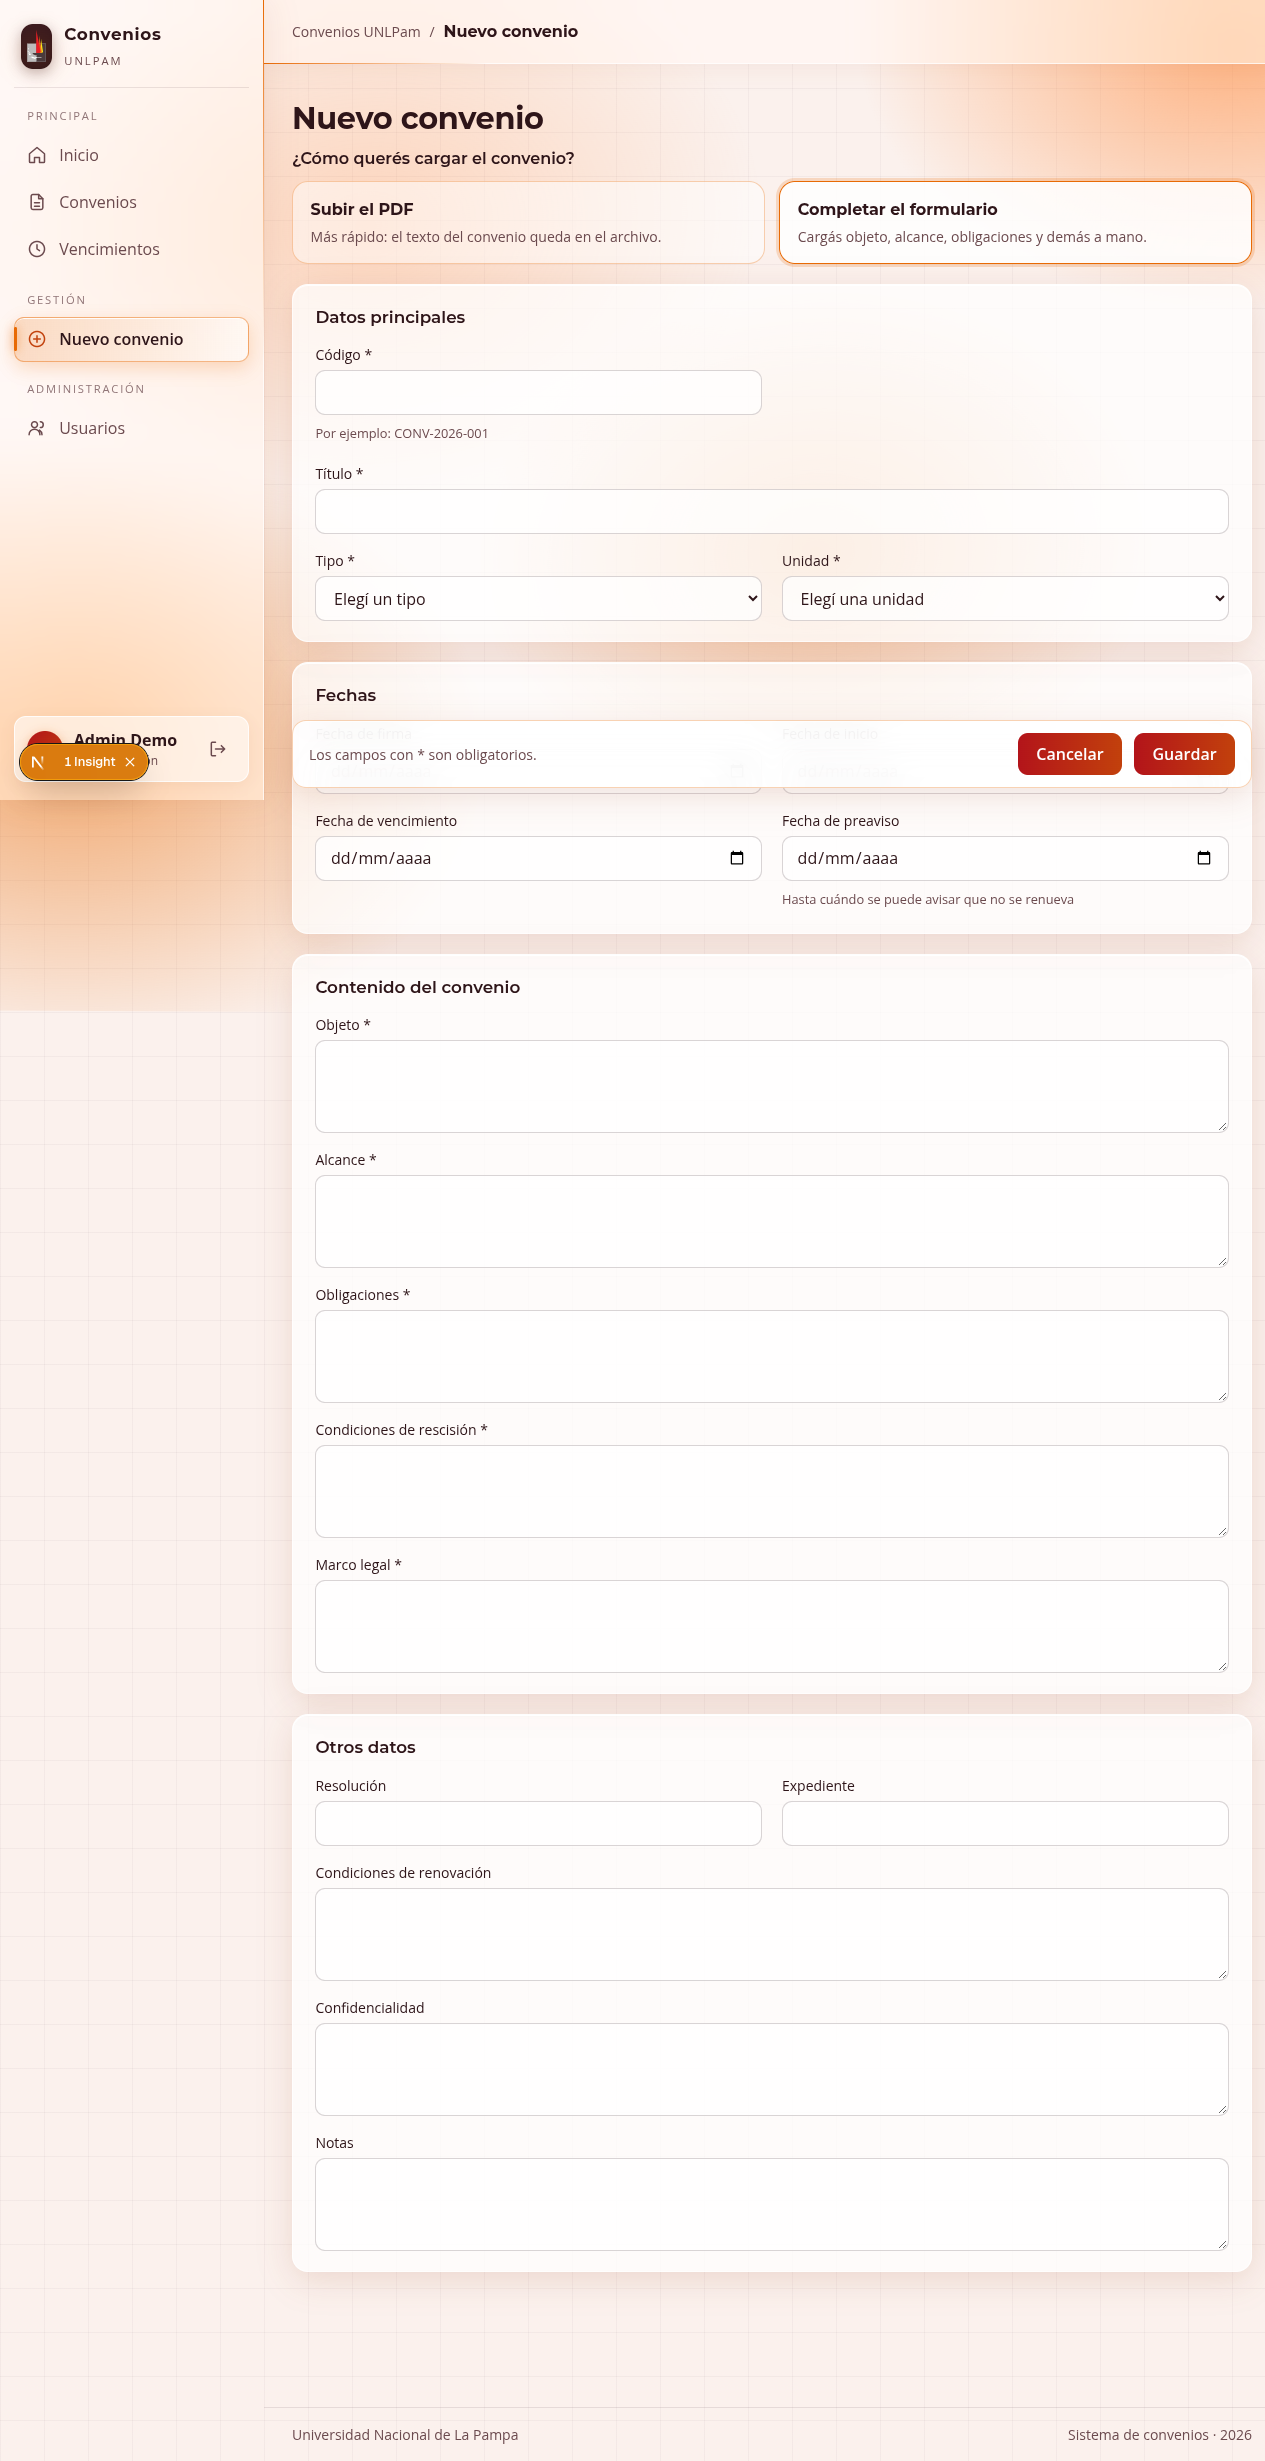 Convenios
UNLPAM
PRINCIPAL
Inicio
Convenios
Vencimientos
GESTIÓN
Nuevo convenio
ADMINISTRACIÓN
Usuarios
Admin Demo
1 Insight
Convenios UNLPam / Nuevo convenio
Nuevo convenio
¿Cómo querés cargar el convenio?
Subir el PDF
Más rápido: el texto del convenio queda en el archivo.
Completar el formulario
Cargás objeto, alcance, obligaciones y demás a mano.
Datos principales
Código *
Por ejemplo: CONV-2026-001
Título *
Tipo *
Elegí un tipo
Unidad *
Elegí una unidad
Fechas
Fecha de firma
Fecha de inicio
Los campos con * son obligatorios.
Cancelar
Guardar
Fecha de vencimiento
dd/mm/aaaa
Fecha de preaviso
dd/mm/aaaa
Hasta cuándo se puede avisar que no se renueva
Contenido del convenio
Objeto *
Alcance *
Obligaciones *
Condiciones de rescisión *
Marco legal *
Otros datos
Resolución
Expediente
Condiciones de renovación
Confidencialidad
Notas
Universidad Nacional de La Pampa
Sistema de convenios · 2026